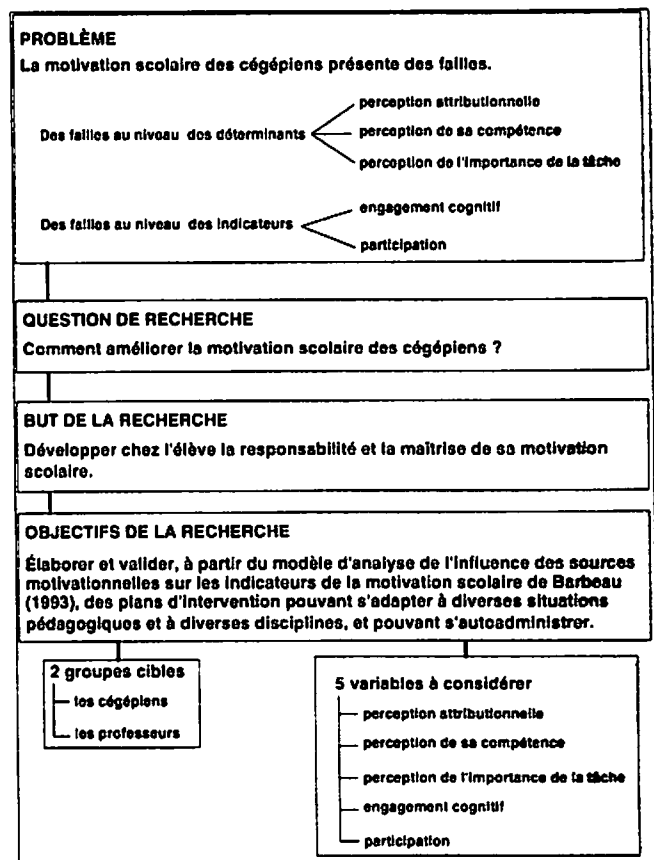 PROBLÈME
La motivation scolaire des cégépiens présente des failles.
perception attributionnelle
Des failles au niveau des déterminants
perception de sa compétence
perception de l'importance de la tâche
engagement cognitif
Des failles au niveau des indicateurs
participation
QUESTION DE RECHERCHE
Comment améliorer la motivation scolaire des cégépiens ?
BUT DE LA RECHERCHE
Développer chez l'élève la responsabilité et la maîtrise de sa motivation
scolaire.
OBJECTIFS DE LA RECHERCHE
Élaborer et valider, à partir du modèle d'analyse de l'influence des sources
motivationnelles sur les indicateurs de la motivation scolaire de Barbeau
(1993), des plans d'intervention pouvant s'adapter à diverses situations
pédagogiques et à diverses disciplines, et pouvant s'autoadministrer.
2 groupes cibles
les cégépiens
les professeurs
5 variables à considérer
perception attributionnelle
perception de sa compétence
perception de l'importance de la tâche
engagement cognitif
participation